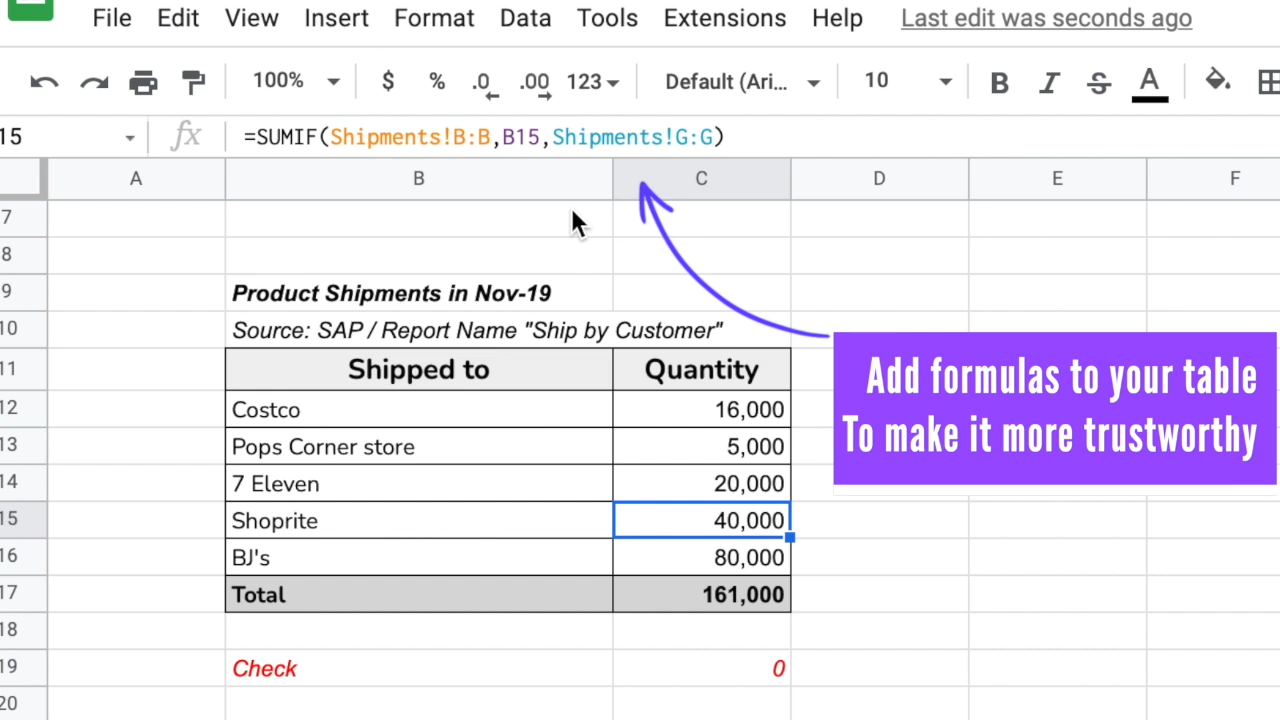 File Edit View Insert Format Data Tools Extensions Help Last edit was seconds ago
100% $ % .0 .00 123 Default (Ari... 10 B I S A
15 fx =SUMIF(Shipments!B:B,B15,Shipments!G:G)
A B C D E F
7
8
9 Product Shipments in Nov-19
10 Source: SAP / Report Name "Ship by Customer"
11 Shipped to Quantity
12 Costco 16,000
13 Pops Corner store 5,000
14 7 Eleven 20,000
15 Shoprite 40,000
16 BJ's 80,000
17 Total 161,000
18
19 Check 0
20
Add formulas to your table
To make it more trustworthy